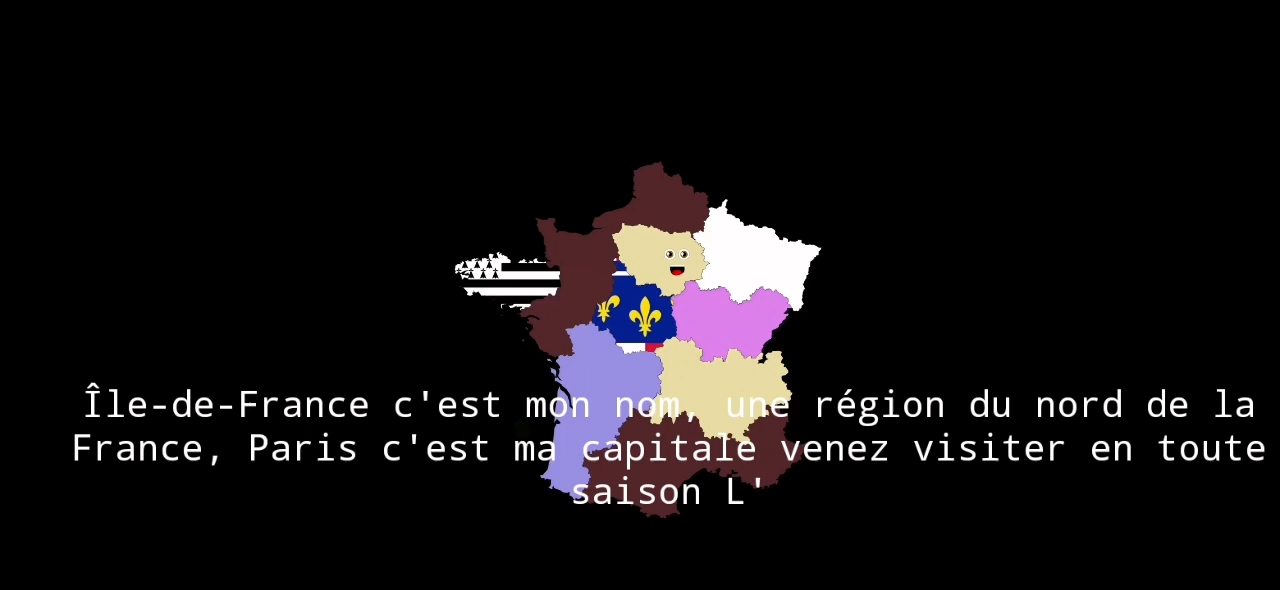 Île-de-France c'est mon nom, une région du nord de la
France, Paris c'est ma capitale venez visiter en toute
saison L'